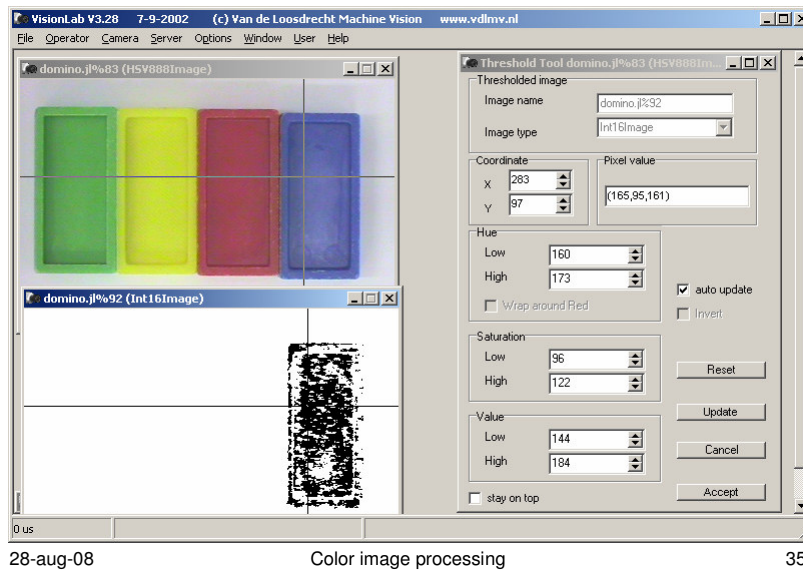 VisionLab V3.28 7-9-2002 (c) Van de Loosdrecht Machine Vision www.vdlmv.nl
File Operator Camera Server Options Window User Help
domino.jl%83 (HSV888Image)
Threshold Tool domino.jl%83 (HSV888Im...
Thresholded image
Image name domino.jl%92
Image type Int16Image
Coordinate Pixel value
X 283
(165,95,161)
Y 97
Hue
Low 160
High 173
auto update
Wrap around Red
Invert
domino.jl%92 (Int16Image)
Saturation
Low 96
High 122
Reset
Value
Update
Low 144
Cancel
High 184
stay on top
Accept
0 us
28-aug-08 Color image processing 35